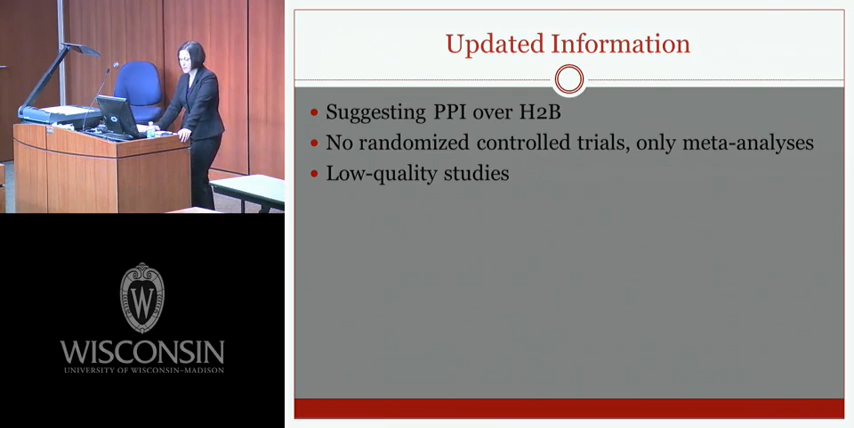 Updated Information
Suggesting PPI over H2B
No randomized controlled trials, only meta-analyses
Low-quality studies
W
WISCONSIN
UNIVERSITY OF WISCONSIN–MADISON